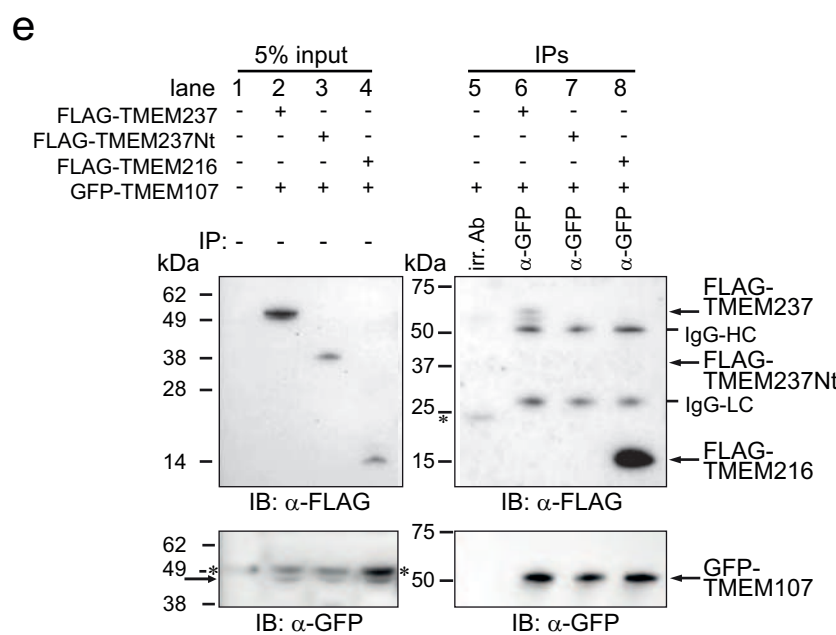 e
5% input IPs
lane 1 2 3 4 5 6 7 8
FLAG-TMEM237 - + - - - + - -
FLAG-TMEM237Nt - - + - - - + -
FLAG-TMEM216 - - - + - - - +
GFP-TMEM107 - + + + + + + +
IP: - - - - irr. Ab α-GFP α-GFP α-GFP
kDa kDa
62
49
38
28
14
75
50
37
25
*
15
FLAG-
TMEM237
IgG-HC
FLAG-
TMEM237Nt
IgG-LC
FLAG-
TMEM216
IB: α-FLAG IB: α-FLAG
62
49 -* *
38
75
50
GFP-
TMEM107
IB: α-GFP IB: α-GFP